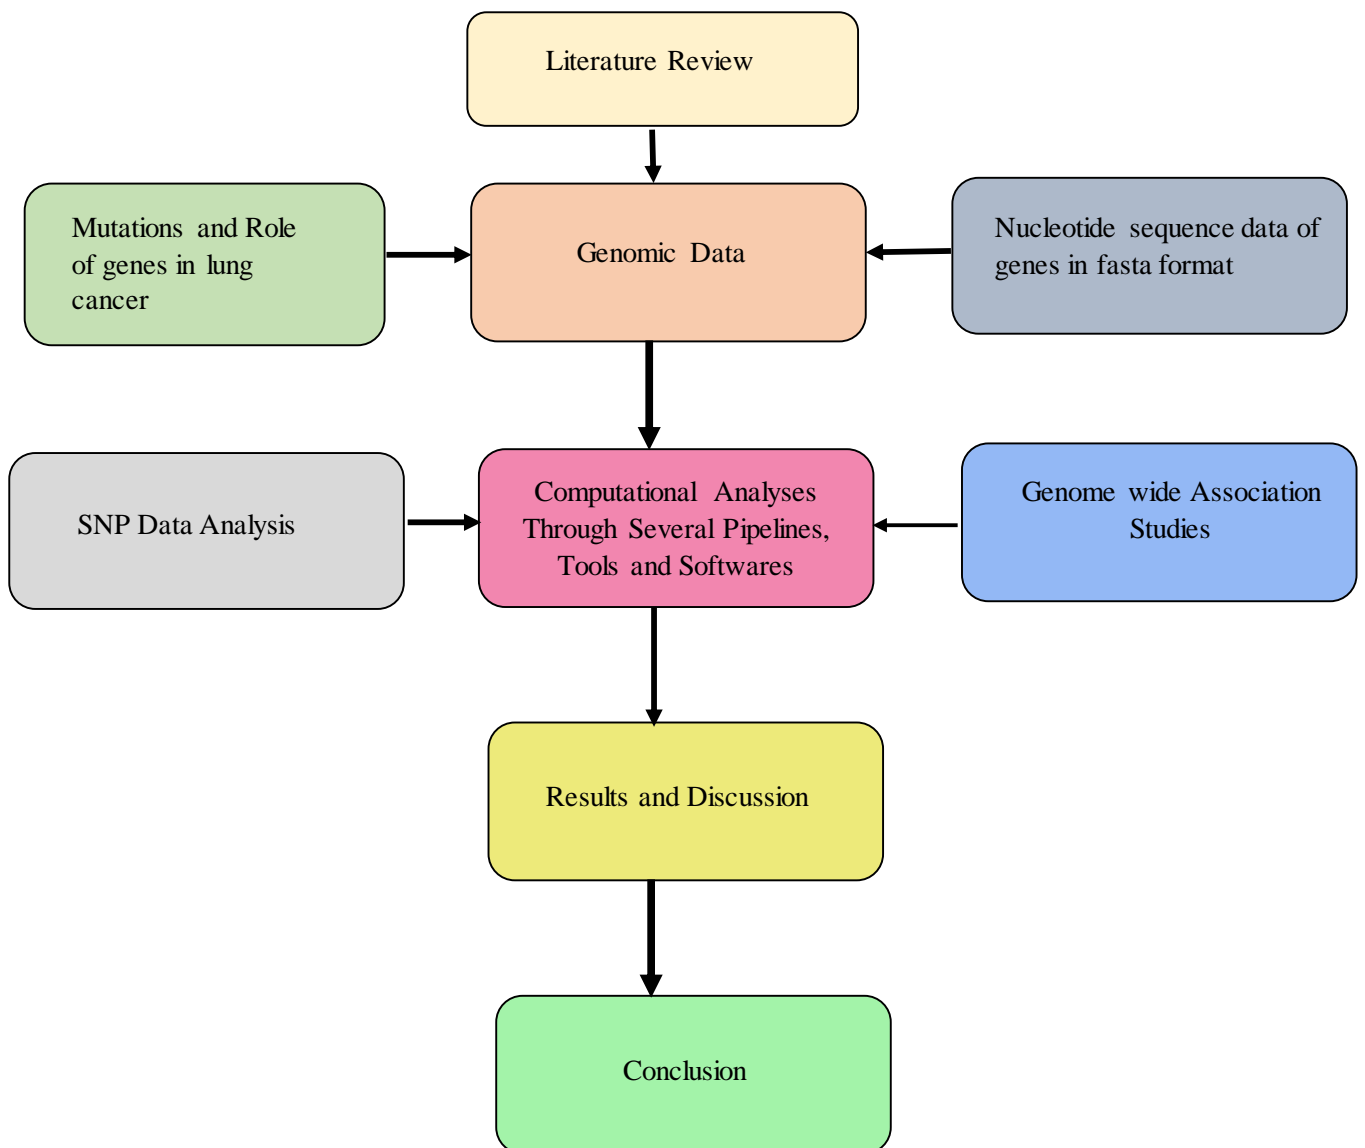 Literature Review
Mutations and Role
of genes in lung
cancer
Genomic Data
Nucleotide sequence data of
genes in fasta format
SNP Data Analysis
Computational Analyses
Through Several Pipelines,
Tools and Softwares
Genome wide Association
Studies
Results and Discussion
Conclusion